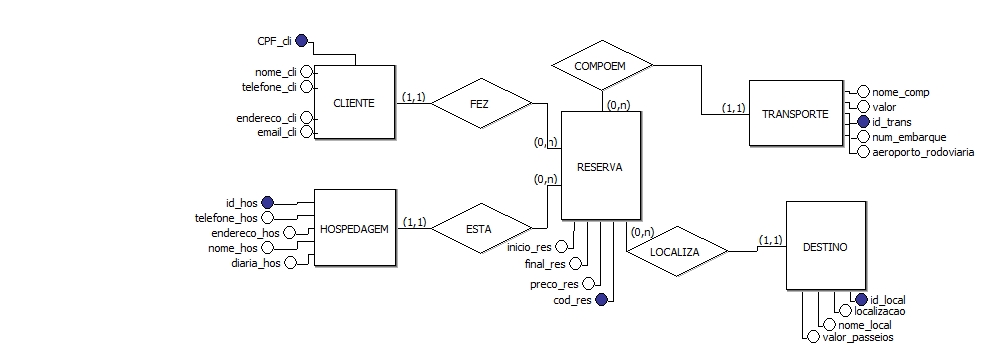 CPF_cli
nome_cli
telefone_cli
endereco_cli
email_cli
CLIENTE
(1,1)
FEZ
(0,n)
COMPOEM
(0,n)
(1,1)
TRANSPORTE
nome_comp
valor
id_trans
num_embarque
aeroporto_rodoviaria
RESERVA
(0,n)
id_hos
telefone_hos
endereco_hos
nome_hos
diaria_hos
HOSPEDAGEM
(1,1)
ESTA
inicio_res
final_res
preco_res
cod_res
(0,n)
LOCALIZA
(1,1)
DESTINO
id_local
localizacao
nome_local
valor_passeios